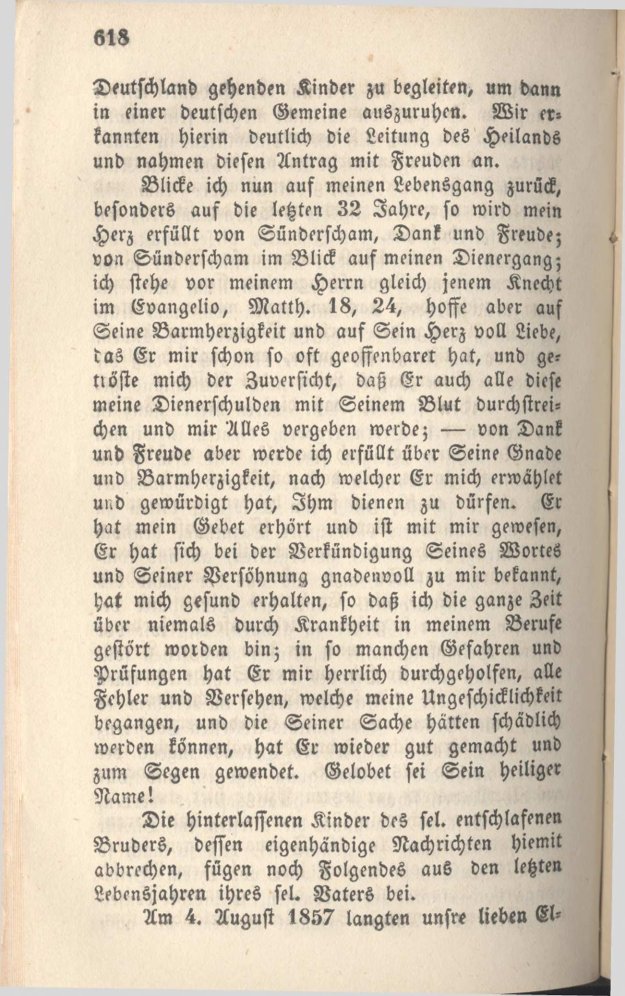 618
Deutschland gehenden Kinder zu begleiten, um dann
in einer deutschen Gemeine auszuruhen. Wir er-
kannten hierin deutlich die Leitung des Heilands
und nahmen diesen Antrag mit Freuden an.
Blicke ich nun auf meinen Lebensgang zurück,
besonders auf die letzten 32 Jahre, so wird mein
Herz erfüllt von Sünderscham, Dank und Freude;
von Sünderscham im Blick auf meinen Dienergang;
ich stehe vor meinem Herrn gleich jenem Knecht
im Evangelio, Matth. 18, 24, hoffe aber auf
Seine Barmherzigkeit und auf Sein Herz voll Liebe,
das Er mir schon so oft geoffenbaret hat, und ge-
tröste mich der Zuversicht, daß Er auch alle diese
meine Dienerschulden mit Seinem Blut durchstrei-
chen und mir Alles vergeben werde; — von Dank
und Freude aber werde ich erfüllt über Seine Gnade
und Barmherzigkeit, nach welcher Er mich erwählet
und gewürdigt hat, Ihm dienen zu dürfen. Er
hat mein Gebet erhört und ist mit mir gewesen,
Er hat sich bei der Verkündigung Seines Wortes
und Seiner Versöhnung gnadenvoll zu mir bekannt,
hat mich gesund erhalten, so daß ich die ganze Zeit
über niemals durch Krankheit in meinem Berufe
gestört worden bin; in so manchen Gefahren und
Prüfungen hat Er mir herrlich durchgeholfen, alle
Fehler und Versehen, welche meine Ungeschicklichkeit
begangen, und die Seiner Sache hätten schädlich
werden können, hat Er wieder gut gemacht und
zum Segen gewendet. Gelobet sei Sein heiliger
Name!
Die hinterlassenen Kinder des sel. entschlafenen
Bruders, dessen eigenhändige Nachrichten hiemit
abbrechen, fügen noch Folgendes aus den letzten
Lebensjahren ihres sel. Vaters bei.
Am 4. August 1857 langten unsre lieben El-